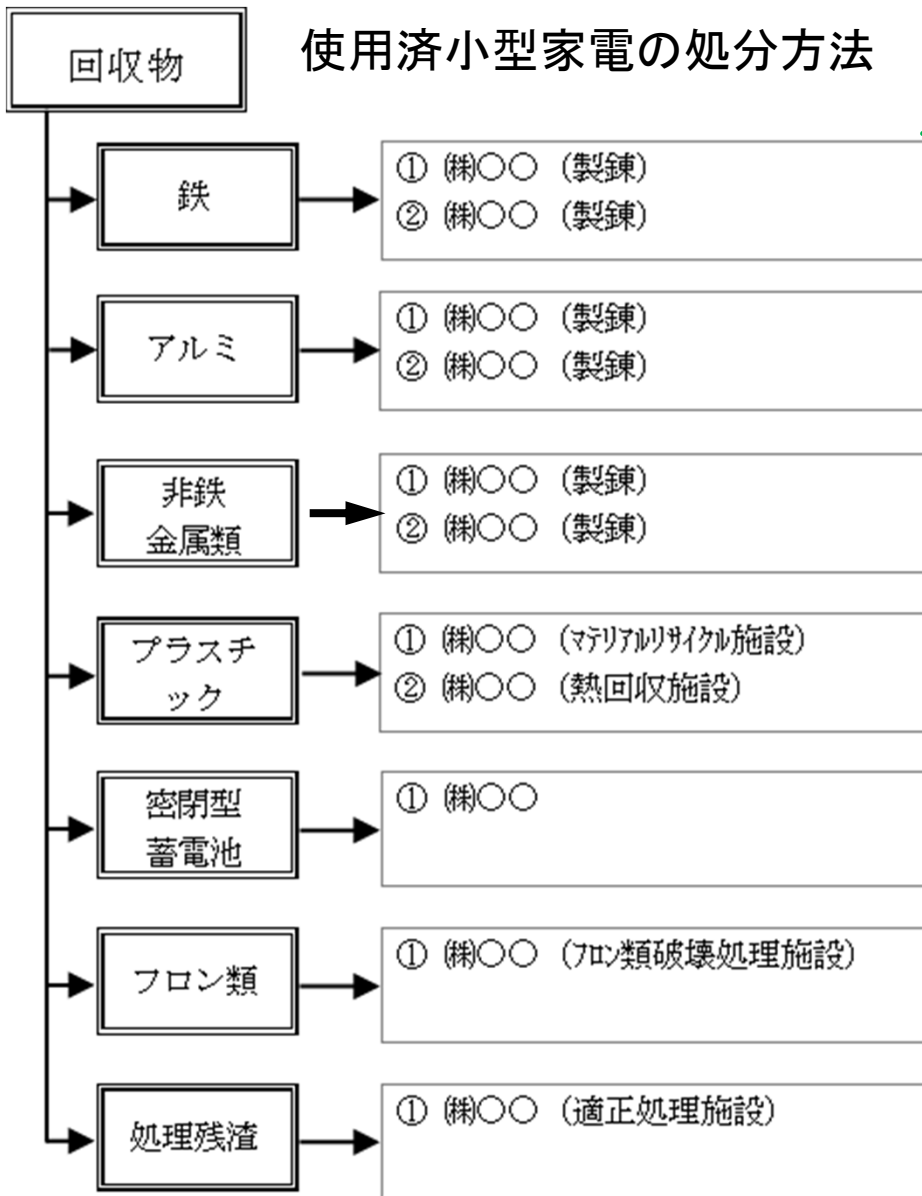 回収物
使用済小型家電の処分方法
鉄
① ㈱○○ (製錬)
② ㈱○○ (製錬)
アルミ
① ㈱○○ (製錬)
② ㈱○○ (製錬)
非鉄
金属類
① ㈱○○ (製錬)
② ㈱○○ (製錬)
プラスチ
ック
① ㈱○○ (ﾏﾃﾘｱﾙﾘｻｲｸﾙ施設)
② ㈱○○ (熱回収施設)
密閉型
蓄電池
① ㈱○○
フロン類
① ㈱○○ (ﾌﾛﾝ類破壊処理施設)
処理残渣
① ㈱○○ (適正処理施設)